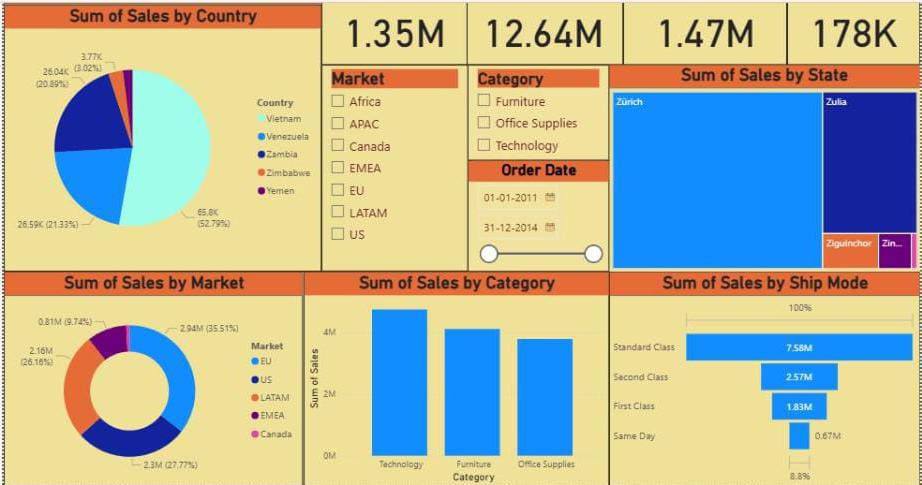 Sum of Sales by Country
3.77K
(3.02%)
26.04K
(20.89%)
26.59K (21.33%)
65.8K
(52.79%)
Country
Vietnam
Venezuela
Zambia
Zimbabwe
Yemen
1.35M
12.64M
1.47M
178K
Market
Africa
APAC
Canada
EMEA
EU
LATAM
US
Category
Furniture
Office Supplies
Technology
Order Date
01-01-2011
31-12-2014
Sum of Sales by State
Zürich
Zulia
Ziguinchor
Zin...
Sum of Sales by Market
0.81M (9.74%)
2.94M (35.51%)
2.16M
(26.16%)
2.3M (27.77%)
Market
EU
US
LATAM
EMEA
Canada
Sum of Sales by Category
Sum of Sales
4M
2M
0M
Technology
Furniture
Office Supplies
Category
Sum of Sales by Ship Mode
100%
Standard Class
7.58M
Second Class
2.57M
First Class
1.83M
Same Day
0.67M
8.8%